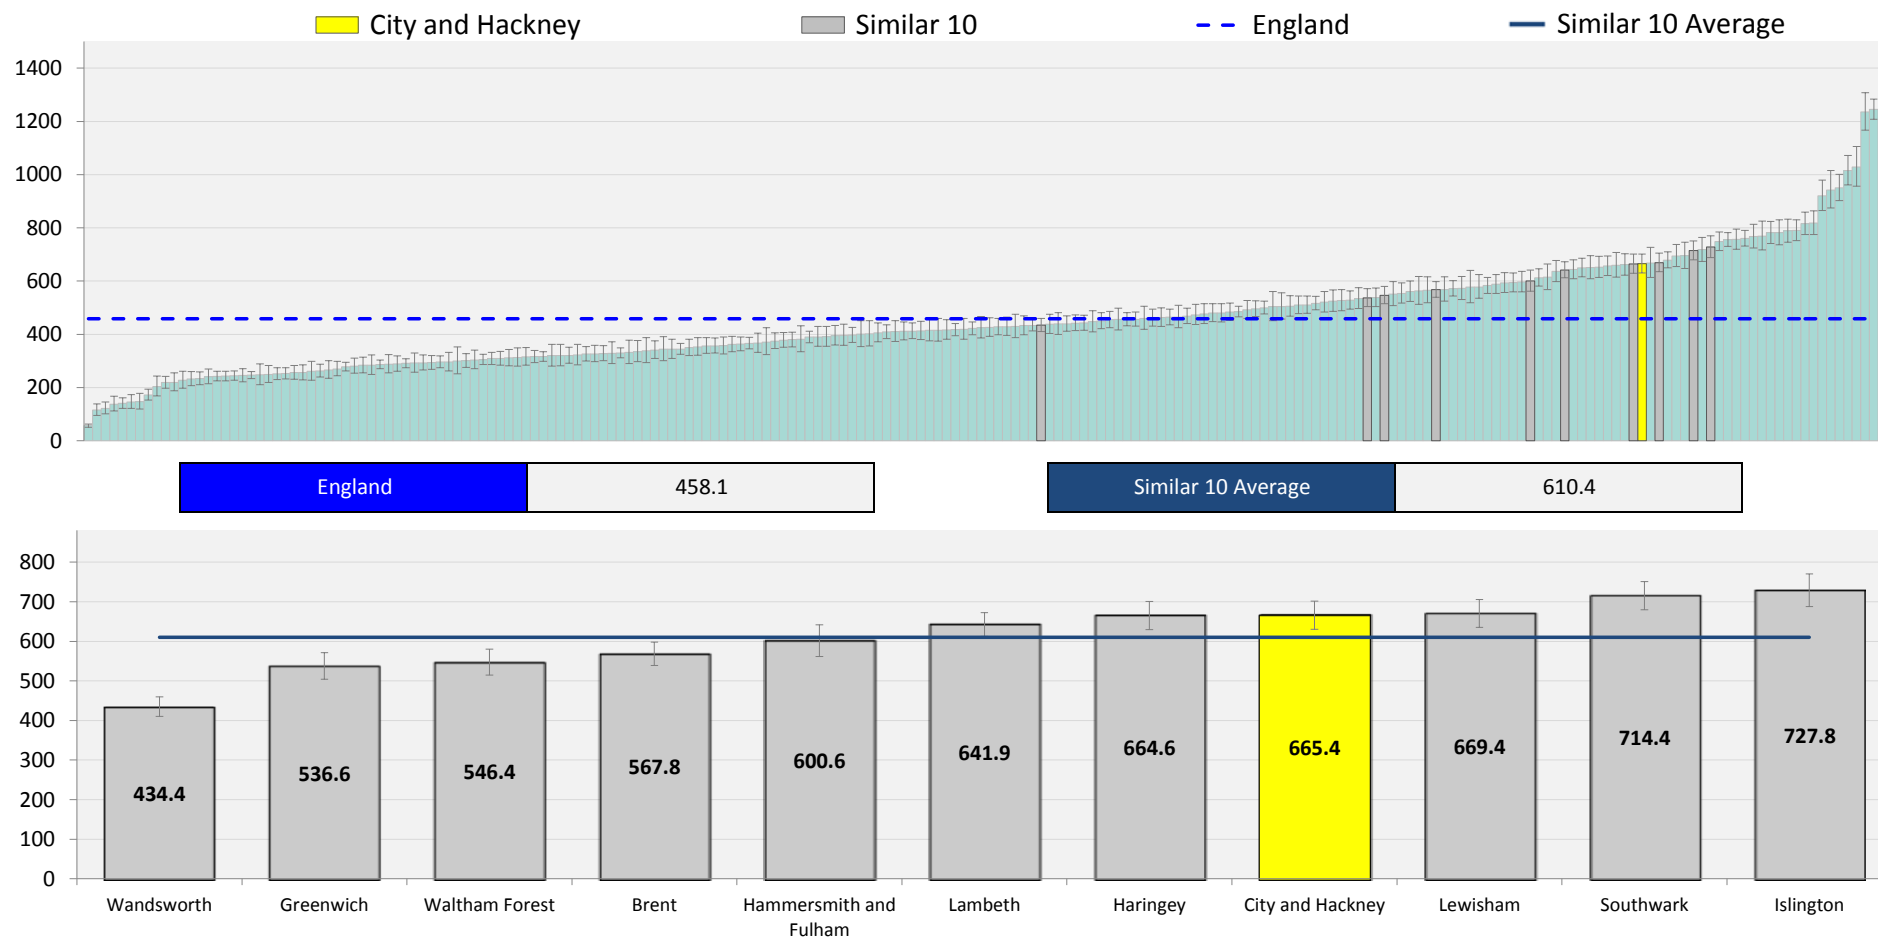 City and Hackney
Similar 10
England
Similar 10 Average
1400
1200
1000
800
600
400
200
0
England
458.1
Similar 10 Average
610.4
800
700
600
500
400
300
200
100
0
434.4
536.6
546.4
567.8
600.6
641.9
664.6
665.4
669.4
714.4
727.8
Wandsworth
Greenwich
Waltham Forest
Brent
Hammersmith and
Fulham
Lambeth
Haringey
City and Hackney
Lewisham
Southwark
Islington